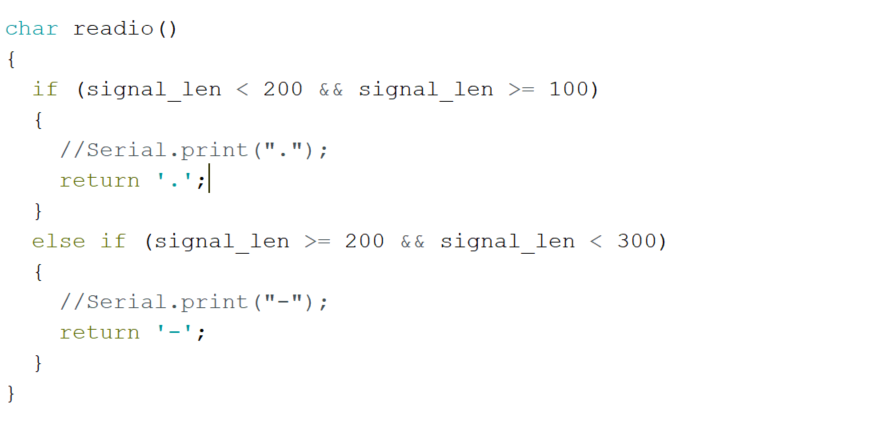 char readio()
{
  if (signal_len < 200 && signal_len >= 100)
  {
    //Serial.print(".");
    return '.';
  }
  else if (signal_len >= 200 && signal_len < 300)
  {
    //Serial.print("-");
    return '-';
  }
}